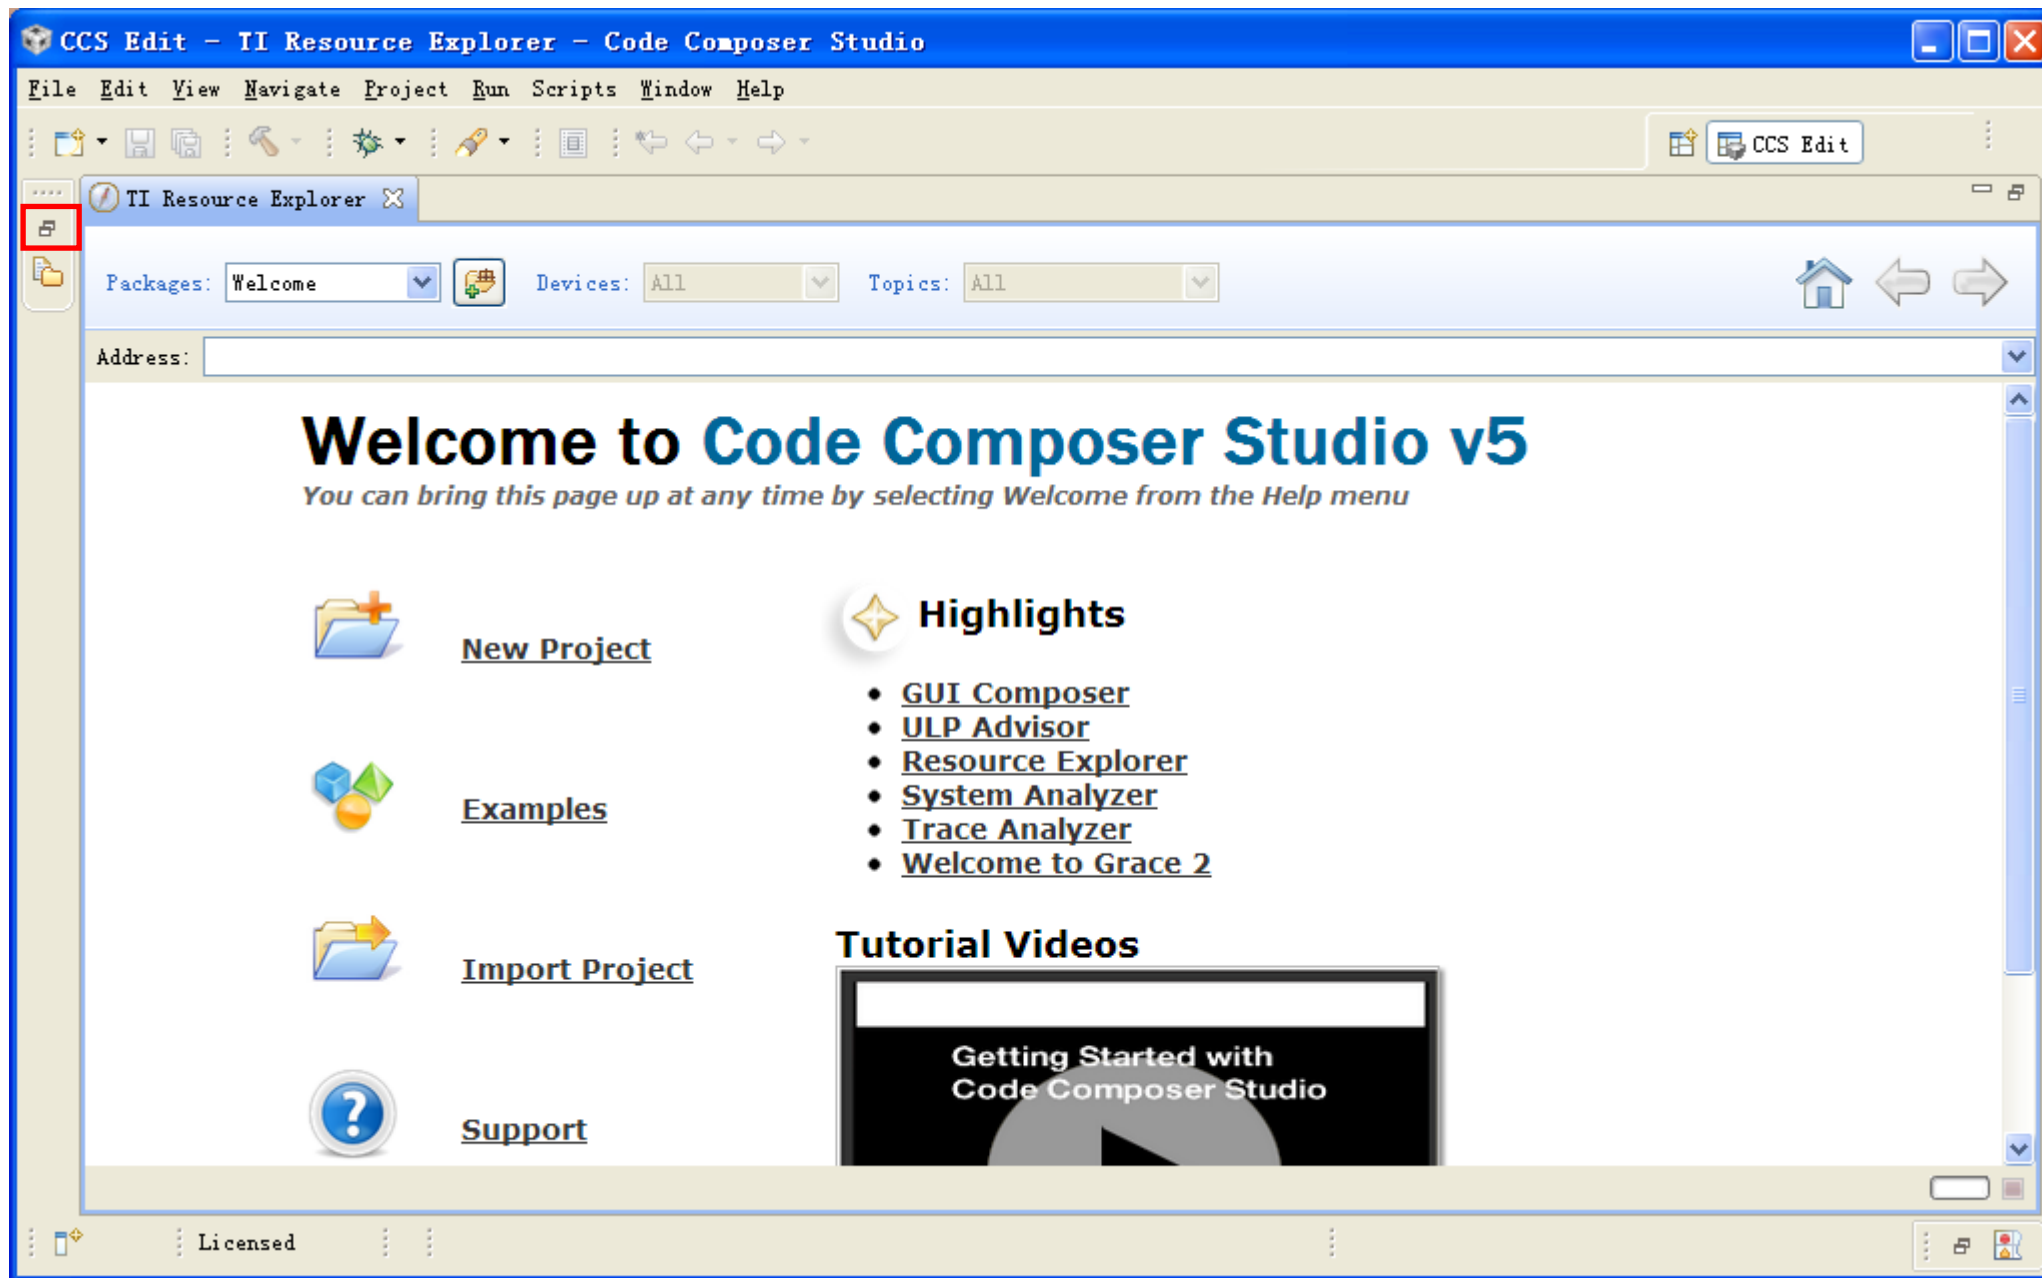 CCS Edit - TI Resource Explorer - Code Composer Studio
File Edit View Navigate Project Run Scripts Window Help
CCS Edit
TI Resource Explorer
Packages: Welcome Devices: All Topics: All
Address:
Welcome to Code Composer Studio v5
You can bring this page up at any time by selecting Welcome from the Help menu
New Project
Examples
Import Project
Support
Highlights
GUI Composer
ULP Advisor
Resource Explorer
System Analyzer
Trace Analyzer
Welcome to Grace 2
Tutorial Videos
Getting Started with
Code Composer Studio
Licensed